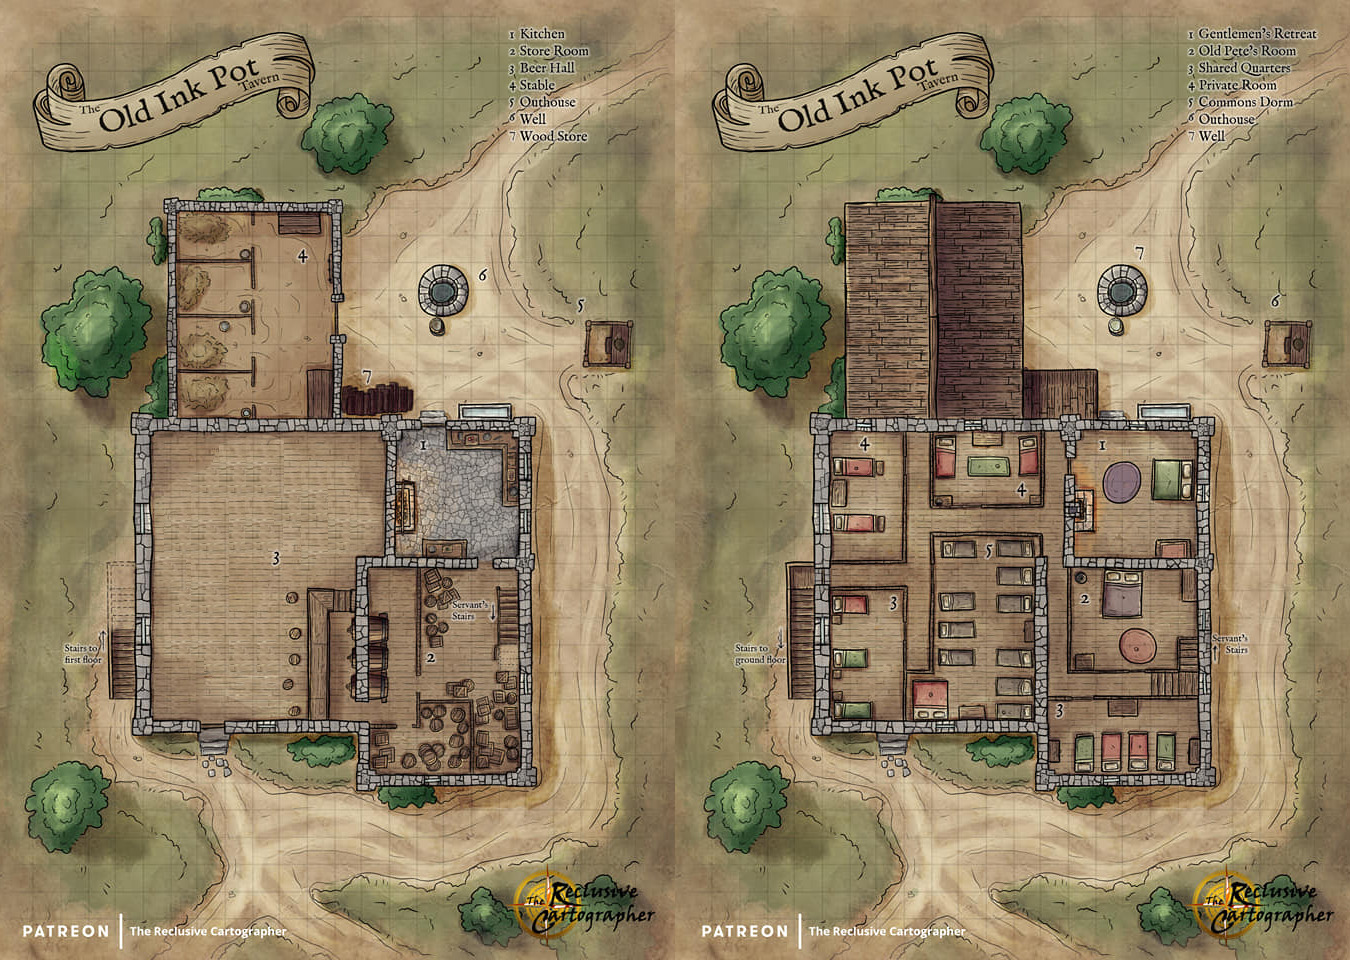 The Old Ink Pot
Tavern
1 Kitchen
2 Store Room
3 Beer Hall
4 Stable
5 Outhouse
6 Well
7 Wood Store
4
6
5
7
1
3
Servant's
Stairs
2
Stairs to
first floor
PATREON | The Reclusive Cartographer
The Reclusive
Cartographer
The Old Ink Pot
Tavern
1 Gentlemen's Retreat
2 Old Pete's Room
3 Shared Quarters
4 Private Room
5 Commons Dorm
6 Outhouse
7 Well
7
6
4
1
4
5
3
2
Stairs to
ground floor
Servant's
Stairs
3
PATREON | The Reclusive Cartographer
The Reclusive
Cartographer